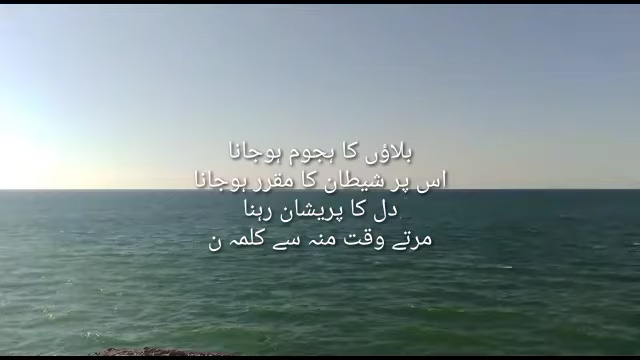 بلاؤں کا ہجوم ہوجانا
اس پر شیطان کا مقرر ہوجانا
دل کا پریشان رہنا
مرتے وقت منہ سے کلمہ ن